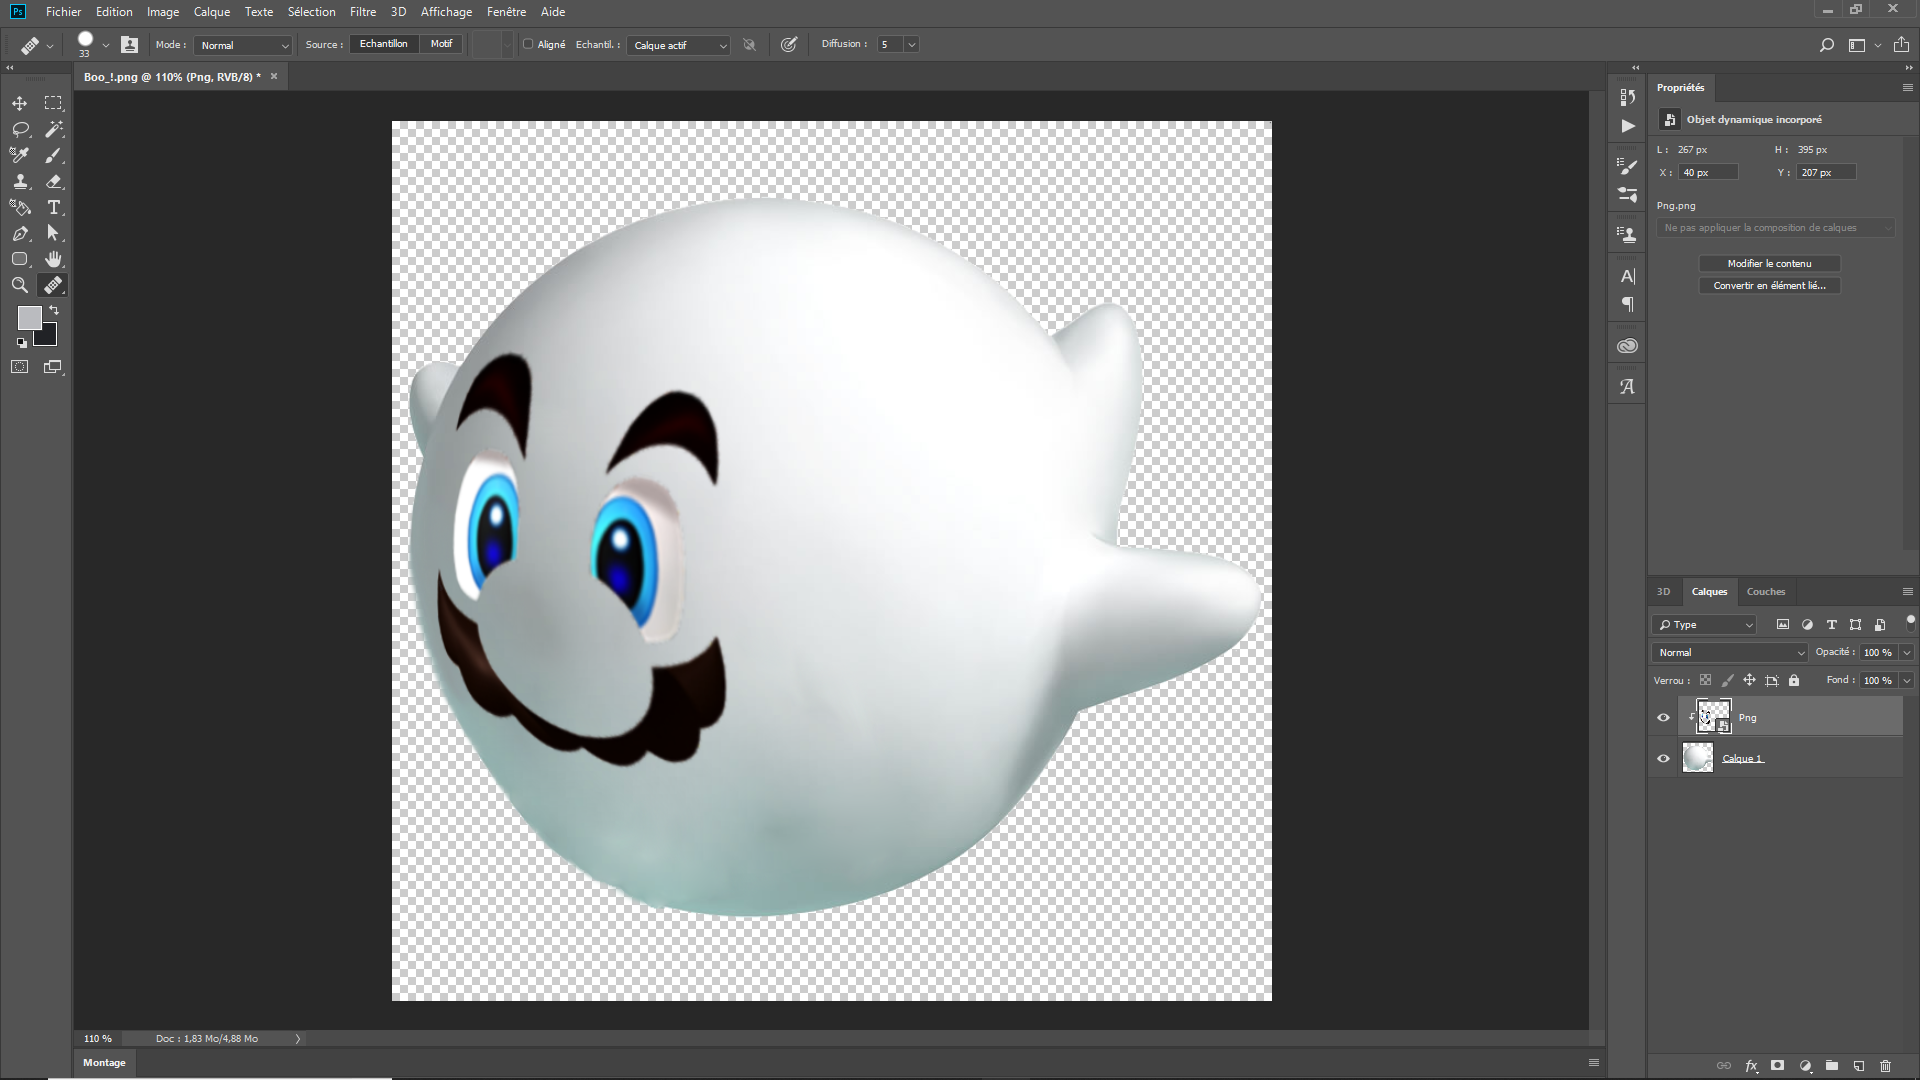 Ps Fichier Edition Image Calque Texte Sélection Filtre 3D Affichage Fenêtre Aide
33 Mode : Normal Source : Echantillon Motif Aligné Echantil. : Calque actif Diffusion : 5
Boo_!.png @ 110% (Png, RVB/8) * ×
Propriétés
Objet dynamique incorporé
L : 267 px H : 395 px
X : 40 px Y : 207 px
Png.png
Ne pas appliquer la composition de calques
Modifier le contenu
Convertir en élément lié...
3D Calques Couches
Type
Normal Opacité : 100 %
Verrou : Fond : 100 %
Png
Calque 1
110 % Doc : 1,83 Mo/4,88 Mo
Montage